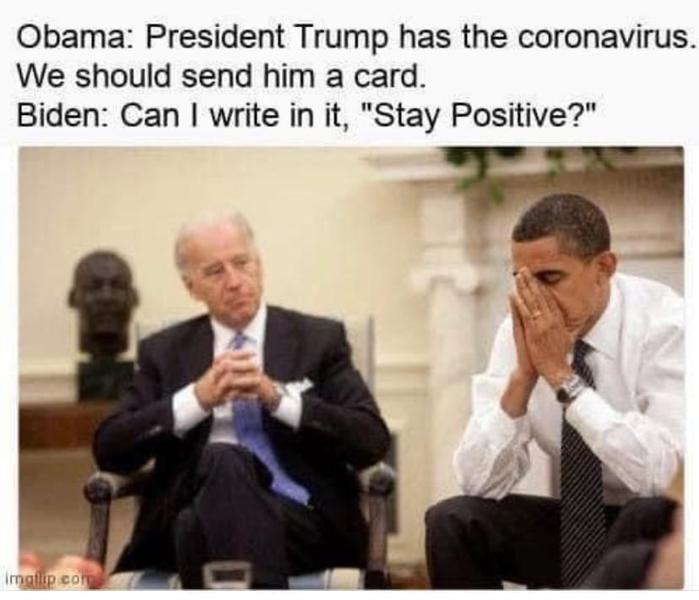 Obama: President Trump has the coronavirus.
We should send him a card.
Biden: Can I write in it, "Stay Positive?"
imgflip.com